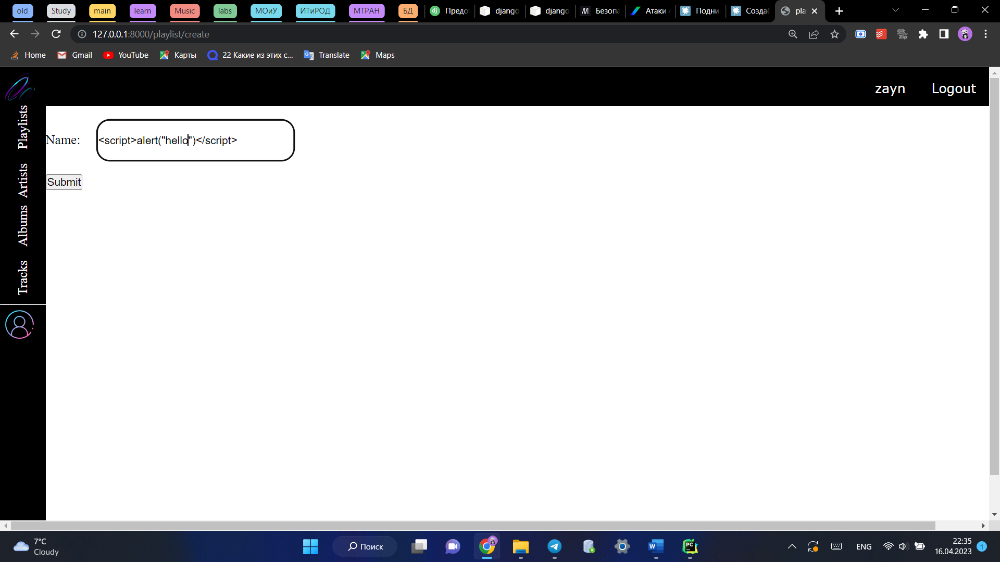 old Study main learn Music labs МОиУ ИТиРОД МТРАН БД Предо django django Безопа Атаки Подни Создаё pla
127.0.0.1:8000/playlist/create
Home Gmail YouTube Карты 22 Какие из этих с... Translate Maps
zayn Logout
Playlists
Artists
Albums
Tracks
Name: <script>alert("hello")</script>
Submit
7°C
Cloudy
Поиск
ENG
22:35
16.04.2023
1